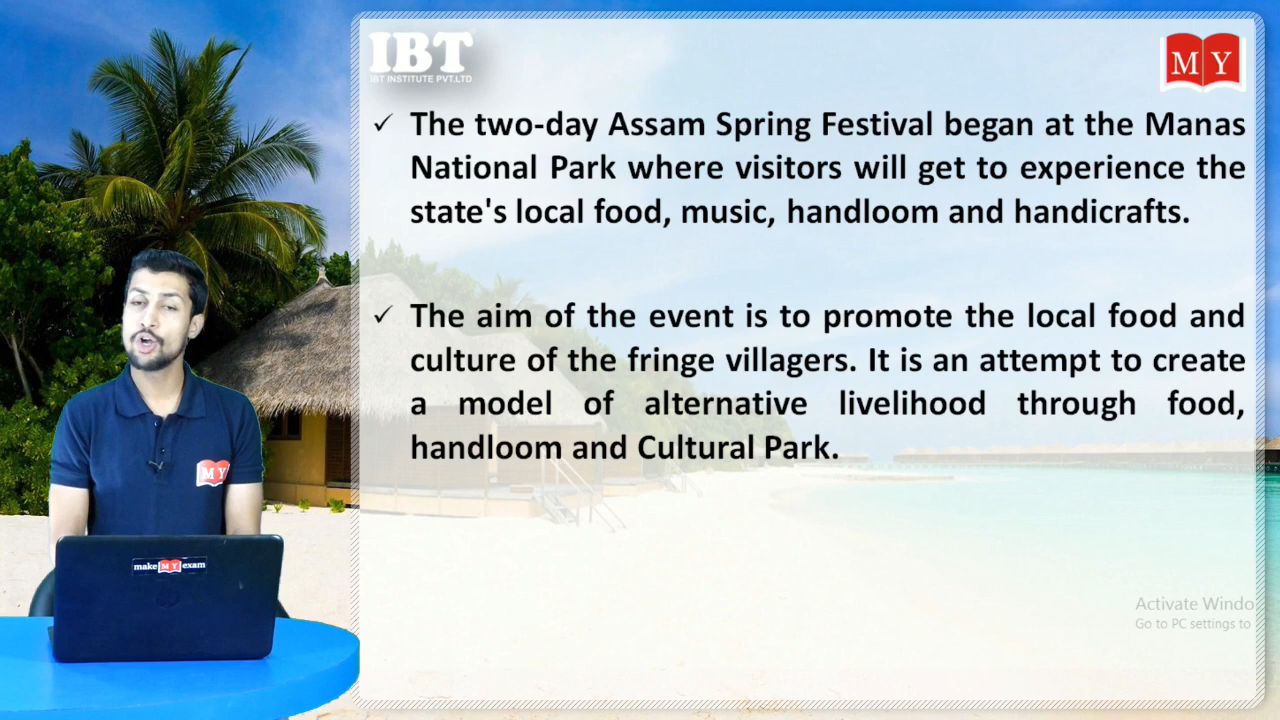 IBT
IBT INSTITUTE PVT.LTD
M Y
✓ The two-day Assam Spring Festival began at the Manas
National Park where visitors will get to experience the
state's local food, music, handloom and handicrafts.
✓ The aim of the event is to promote the local food and
culture of the fringe villagers. It is an attempt to create
a model of alternative livelihood through food,
handloom and Cultural Park.
M Y
make M Y exam
Activate Windo
Go to PC settings to